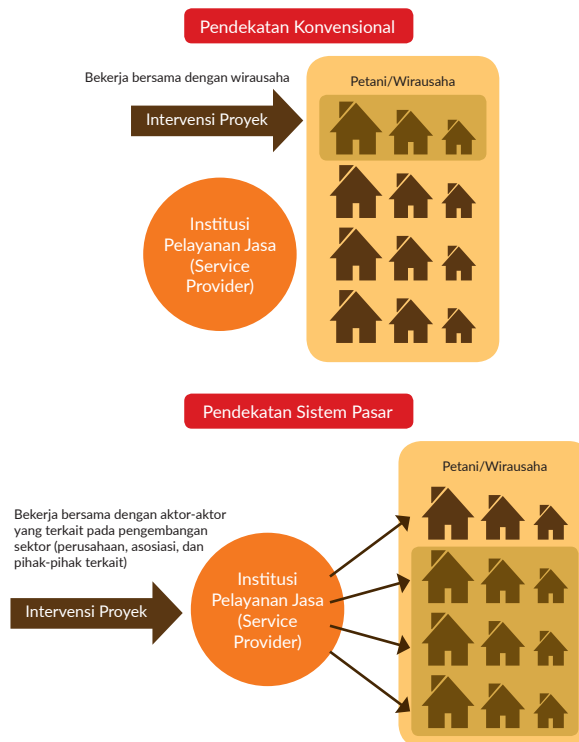 Pendekatan Konvensional
Bekerja bersama dengan wirausaha
Petani/Wirausaha
Intervensi Proyek
Institusi
Pelayanan Jasa
(Service
Provider)
Pendekatan Sistem Pasar
Petani/Wirausaha
Bekerja bersama dengan aktor-aktor
yang terkait pada pengembangan
sektor (perusahaan, asosiasi, dan
pihak-pihak terkait)
Intervensi Proyek
Institusi
Pelayanan Jasa
(Service
Provider)